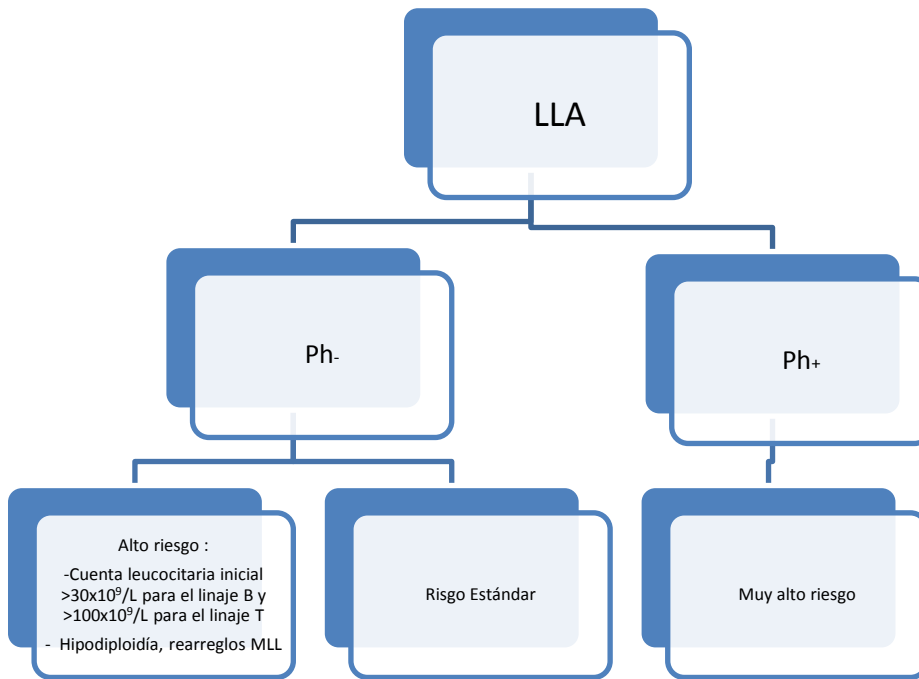 LLA
Ph-
Ph+
Alto riesgo :
-Cuenta leucocitaria inicial
>30x10⁹/L para el linaje B y
>100x10⁹/L para el linaje T
- Hipodiploidía, rearreglos MLL
Risgo Estándar
Muy alto riesgo